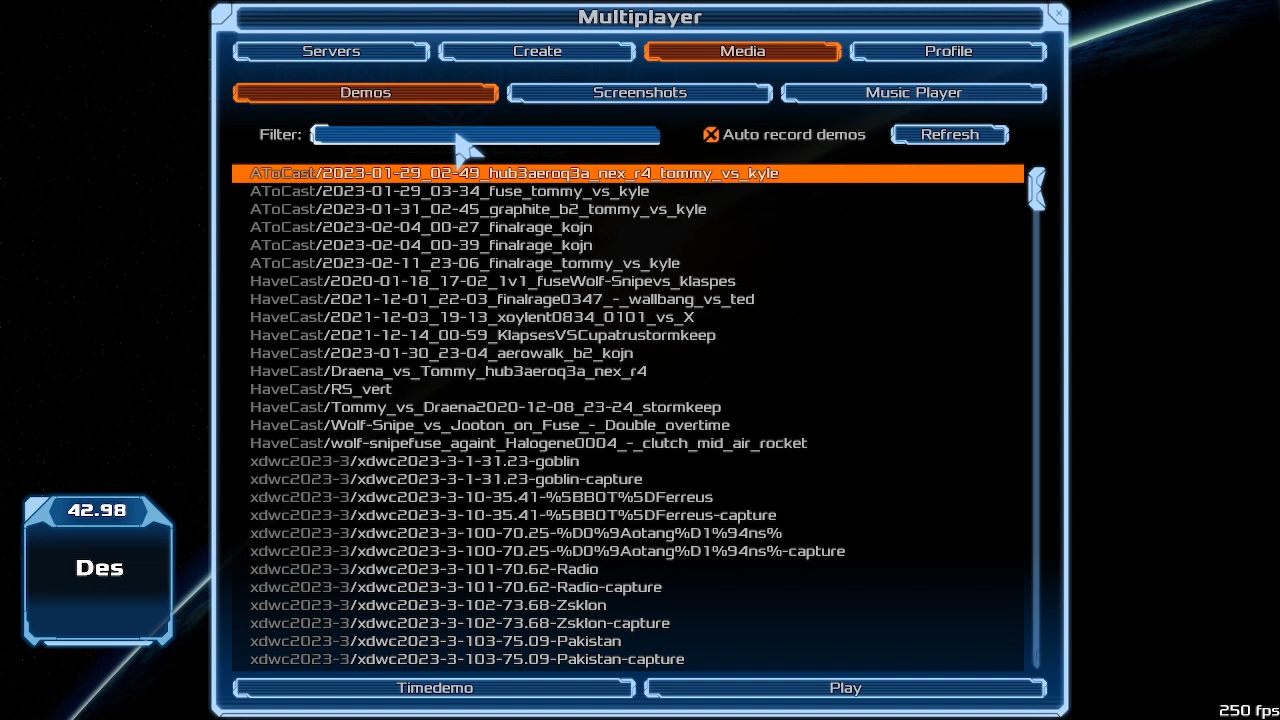 Multiplayer
Servers Create Media Profile
Demos Screenshots Music Player
Filter: Auto record demos Refresh
AToCast/2023-01-29_02-49_hub3aeroq3a_nex_r4_tommy_vs_kyle
AToCast/2023-01-29_03-34_fuse_tommy_vs_kyle
AToCast/2023-01-31_02-45_graphite_b2_tommy_vs_kyle
AToCast/2023-02-04_00-27_finalrage_kojn
AToCast/2023-02-04_00-39_finalrage_kojn
AToCast/2023-02-11_23-06_finalrage_tommy_vs_kyle
HaveCast/2020-01-18_17-02_1v1_fuseWolf-Snipevs_klaspes
HaveCast/2021-12-01_22-03_finalrage0347_-_wallbang_vs_ted
HaveCast/2021-12-03_19-13_xoylent0834_0101_vs_X
HaveCast/2021-12-14_00-59_KlapsesVSCupatrustormkeep
HaveCast/2023-01-30_23-04_aerowalk_b2_kojn
HaveCast/Draena_vs_Tommy_hub3aeroq3a_nex_r4
HaveCast/RS_vert
HaveCast/Tommy_vs_Draena2020-12-08_23-24_stormkeep
HaveCast/Wolf-Snipe_vs_Jooton_on_Fuse_-_Double_overtime
HaveCast/wolf-snipefuse_againt_Halogene0004_-_clutch_mid_air_rocket
xdwc2023-3/xdwc2023-3-1-31.23-goblin
xdwc2023-3/xdwc2023-3-1-31.23-goblin-capture
xdwc2023-3/xdwc2023-3-10-35.41-%5BBOT%5DFerreus
xdwc2023-3/xdwc2023-3-10-35.41-%5BBOT%5DFerreus-capture
xdwc2023-3/xdwc2023-3-100-70.25-%D0%9Aotang%D1%94ns%
xdwc2023-3/xdwc2023-3-100-70.25-%D0%9Aotang%D1%94ns%-capture
xdwc2023-3/xdwc2023-3-101-70.62-Radio
xdwc2023-3/xdwc2023-3-101-70.62-Radio-capture
xdwc2023-3/xdwc2023-3-102-73.68-Zsklon
xdwc2023-3/xdwc2023-3-102-73.68-Zsklon-capture
xdwc2023-3/xdwc2023-3-103-75.09-Pakistan
xdwc2023-3/xdwc2023-3-103-75.09-Pakistan-capture
Timedemo Play
42.98
Des
250 fps